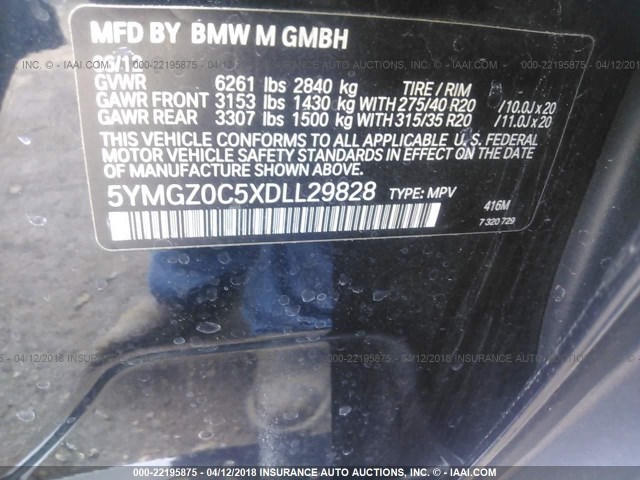 MFD BY BMW M GMBH
GVWR 6261 lbs 2840 kg TIRE / RIM
GAWR FRONT 3153 lbs 1430 kg WITH 275/40 R20 / 10.0J x 20
GAWR REAR 3307 lbs 1500 kg WITH 315/35 R20 / 11.0J x 20
THIS VEHICLE CONFORMS TO ALL APPLICABLE U. S. FEDERAL
MOTOR VEHICLE SAFETY STANDARDS IN EFFECT ON THE DATE
OF MANUFACTURE SHOWN ABOVE.
5YMGZ0C5XDLL29828 TYPE: MPV 416M
7 320 729
000-22195875 - 04/12/2018 INSURANCE AUTO AUCTIONS INC. © - IAAI.COM